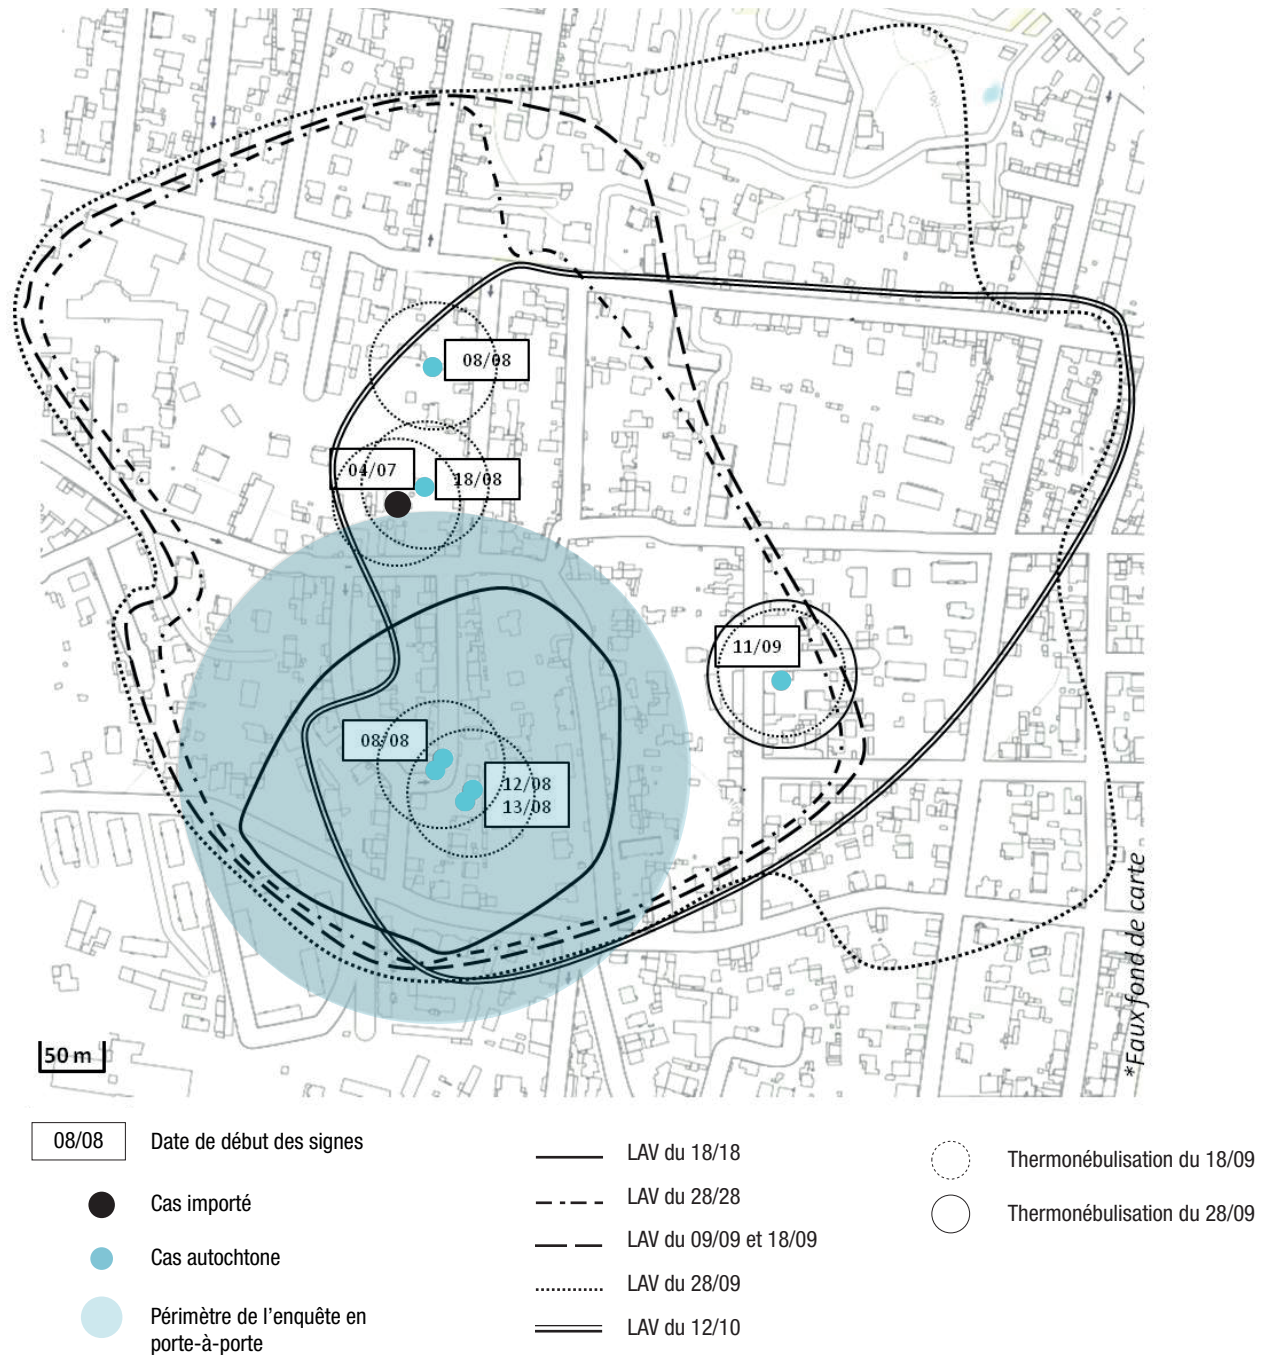 08/08
04/07
18/08
11/09
08/08
12/08
13/08
50 m
*Faux fond de carte
08/08
Date de début des signes
Cas importé
Cas autochtone
Périmètre de l'enquête en
porte-à-porte
LAV du 18/18
LAV du 28/28
LAV du 09/09 et 18/09
LAV du 28/09
LAV du 12/10
Thermonébulisation du 18/09
Thermonébulisation du 28/09